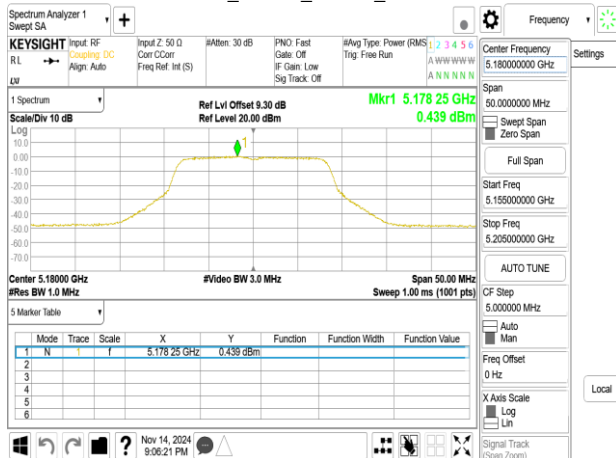 Spectrum Analyzer 1
Swept SA
+
Frequency
KEYSIGHT
RL
Input: RF
Coupling: DC
Align: Auto
Input Z: 50 Ω
Corr CCorr
Freq Ref: Int (S)
#Atten: 30 dB
PNO: Fast
Gate: Off
IF Gain: Low
Sig Track: Off
#Avg Type: Power (RMS
Trig: Free Run
1 2 3 4 5 6
A W W W W W
A N N N N N
1 Spectrum
Scale/Div 10 dB
Ref Lvl Offset 9.30 dB
Ref Level 20.00 dBm
Mkr1 5.178 25 GHz
0.439 dBm
Log
10.0
0.00
-10.0
-20.0
-30.0
-40.0
-50.0
-60.0
-70.0
1
Center 5.18000 GHz
#Res BW 1.0 MHz
#Video BW 3.0 MHz
Span 50.00 MHz
Sweep 1.00 ms (1001 pts)
5 Marker Table
Mode Trace Scale X Y Function Function Width Function Value
1 N 1 f 5.178 25 GHz 0.439 dBm
2
3
4
5
6
Nov 14, 2024
9:06:21 PM
?
Center Frequency
5.180000000 GHz
Span
50.0000000 MHz
Swept Span
Zero Span
Full Span
Start Freq
5.155000000 GHz
Stop Freq
5.205000000 GHz
AUTO TUNE
CF Step
5.000000 MHz
Auto
Man
Freq Offset
0 Hz
X Axis Scale
Log
Lin
Signal Track
(Span Zoom)
Settings
Local